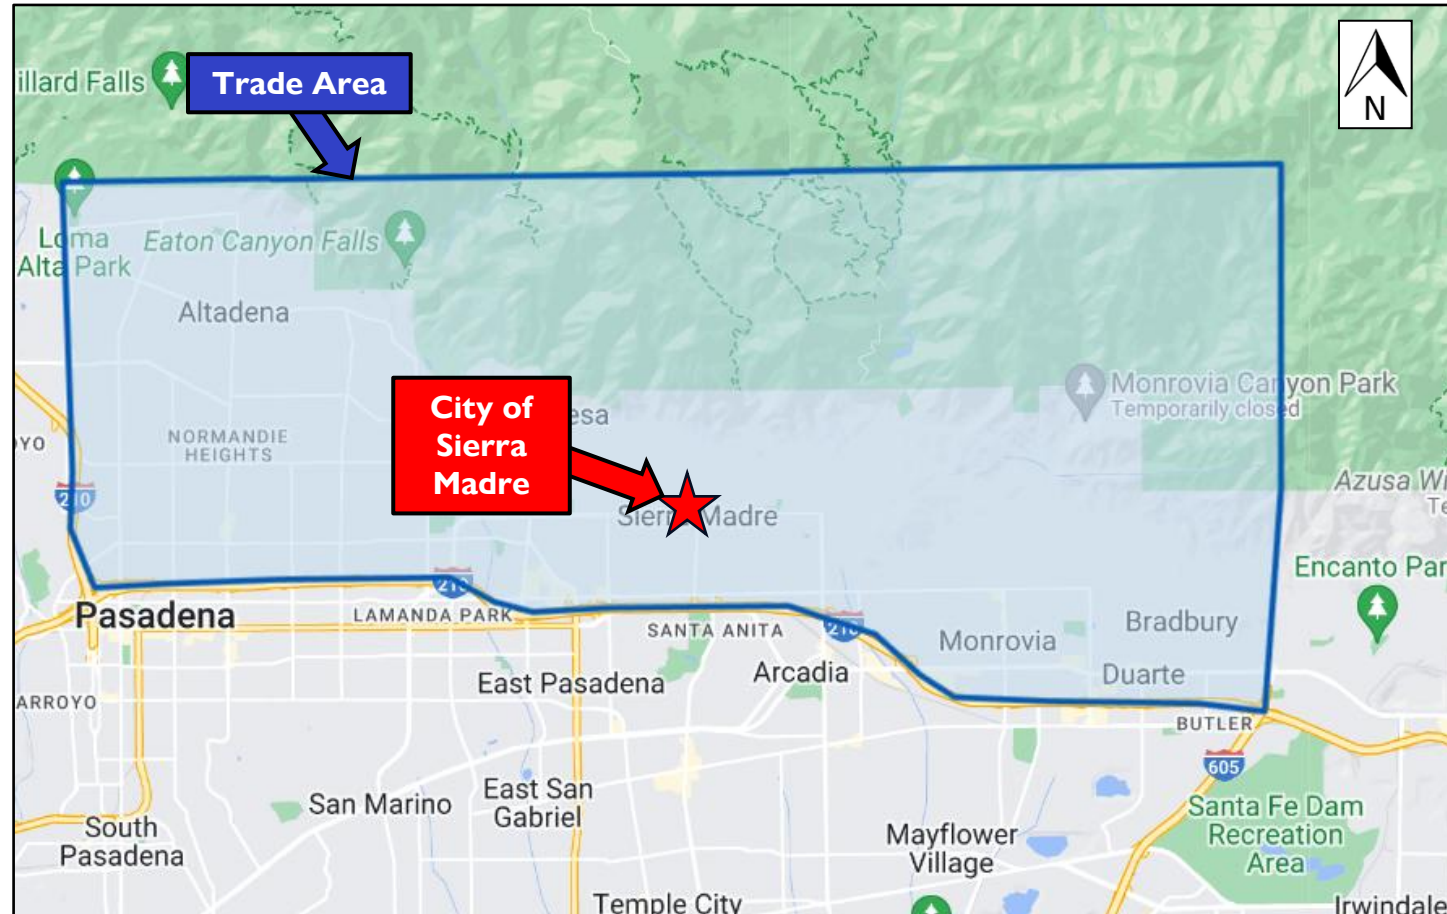 illard Falls
Trade Area
N
Loma
Alta Park
Eaton Canyon Falls
Altadena
Monrovia Canyon Park
Temporarily closed
City of
Sierra
Madre
esa
OYO
NORMANDIE
HEIGHTS
210
Sierra Madre
Azusa Wi
Te
Encanto Par
210
Pasadena
LAMANDA PARK
SANTA ANITA
210
Monrovia
Bradbury
Duarte
East Pasadena
Arcadia
ARROYO
BUTLER
605
San Marino
East San
Gabriel
South
Pasadena
Mayflower
Village
Santa Fe Dam
Recreation
Area
Temple City
Irwindale